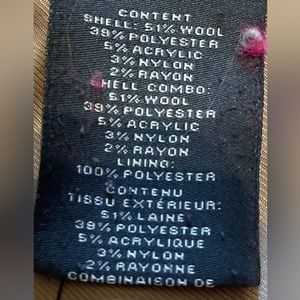 CONTENT
SHELL: 51% WOOL
39% POLYESTER
5% ACRYLIC
3% NYLON
2% RAYON
SHELL COMBO:
51% WOOL
39% POLYESTER
5% ACRYLIC
3% NYLON
2% RAYON
LINING:
100% POLYESTER
CONTENU
TISSU EXTÉRIEUR:
51% LAINE
39% POLYESTER
5% ACRYLIQUE
3% NYLON
2% RAYONNE
COMBINAISON DE